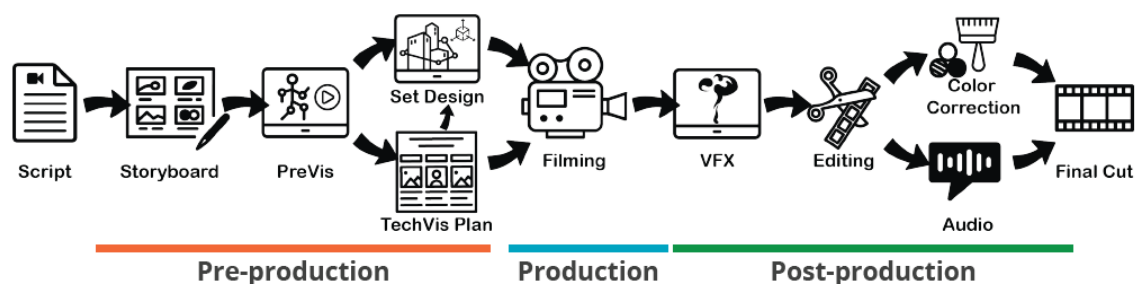 Script
Storyboard
PreVis
Set Design
TechVis Plan
Filming
VFX
Editing
Color
Correction
Audio
Final Cut
Pre-production
Production
Post-production